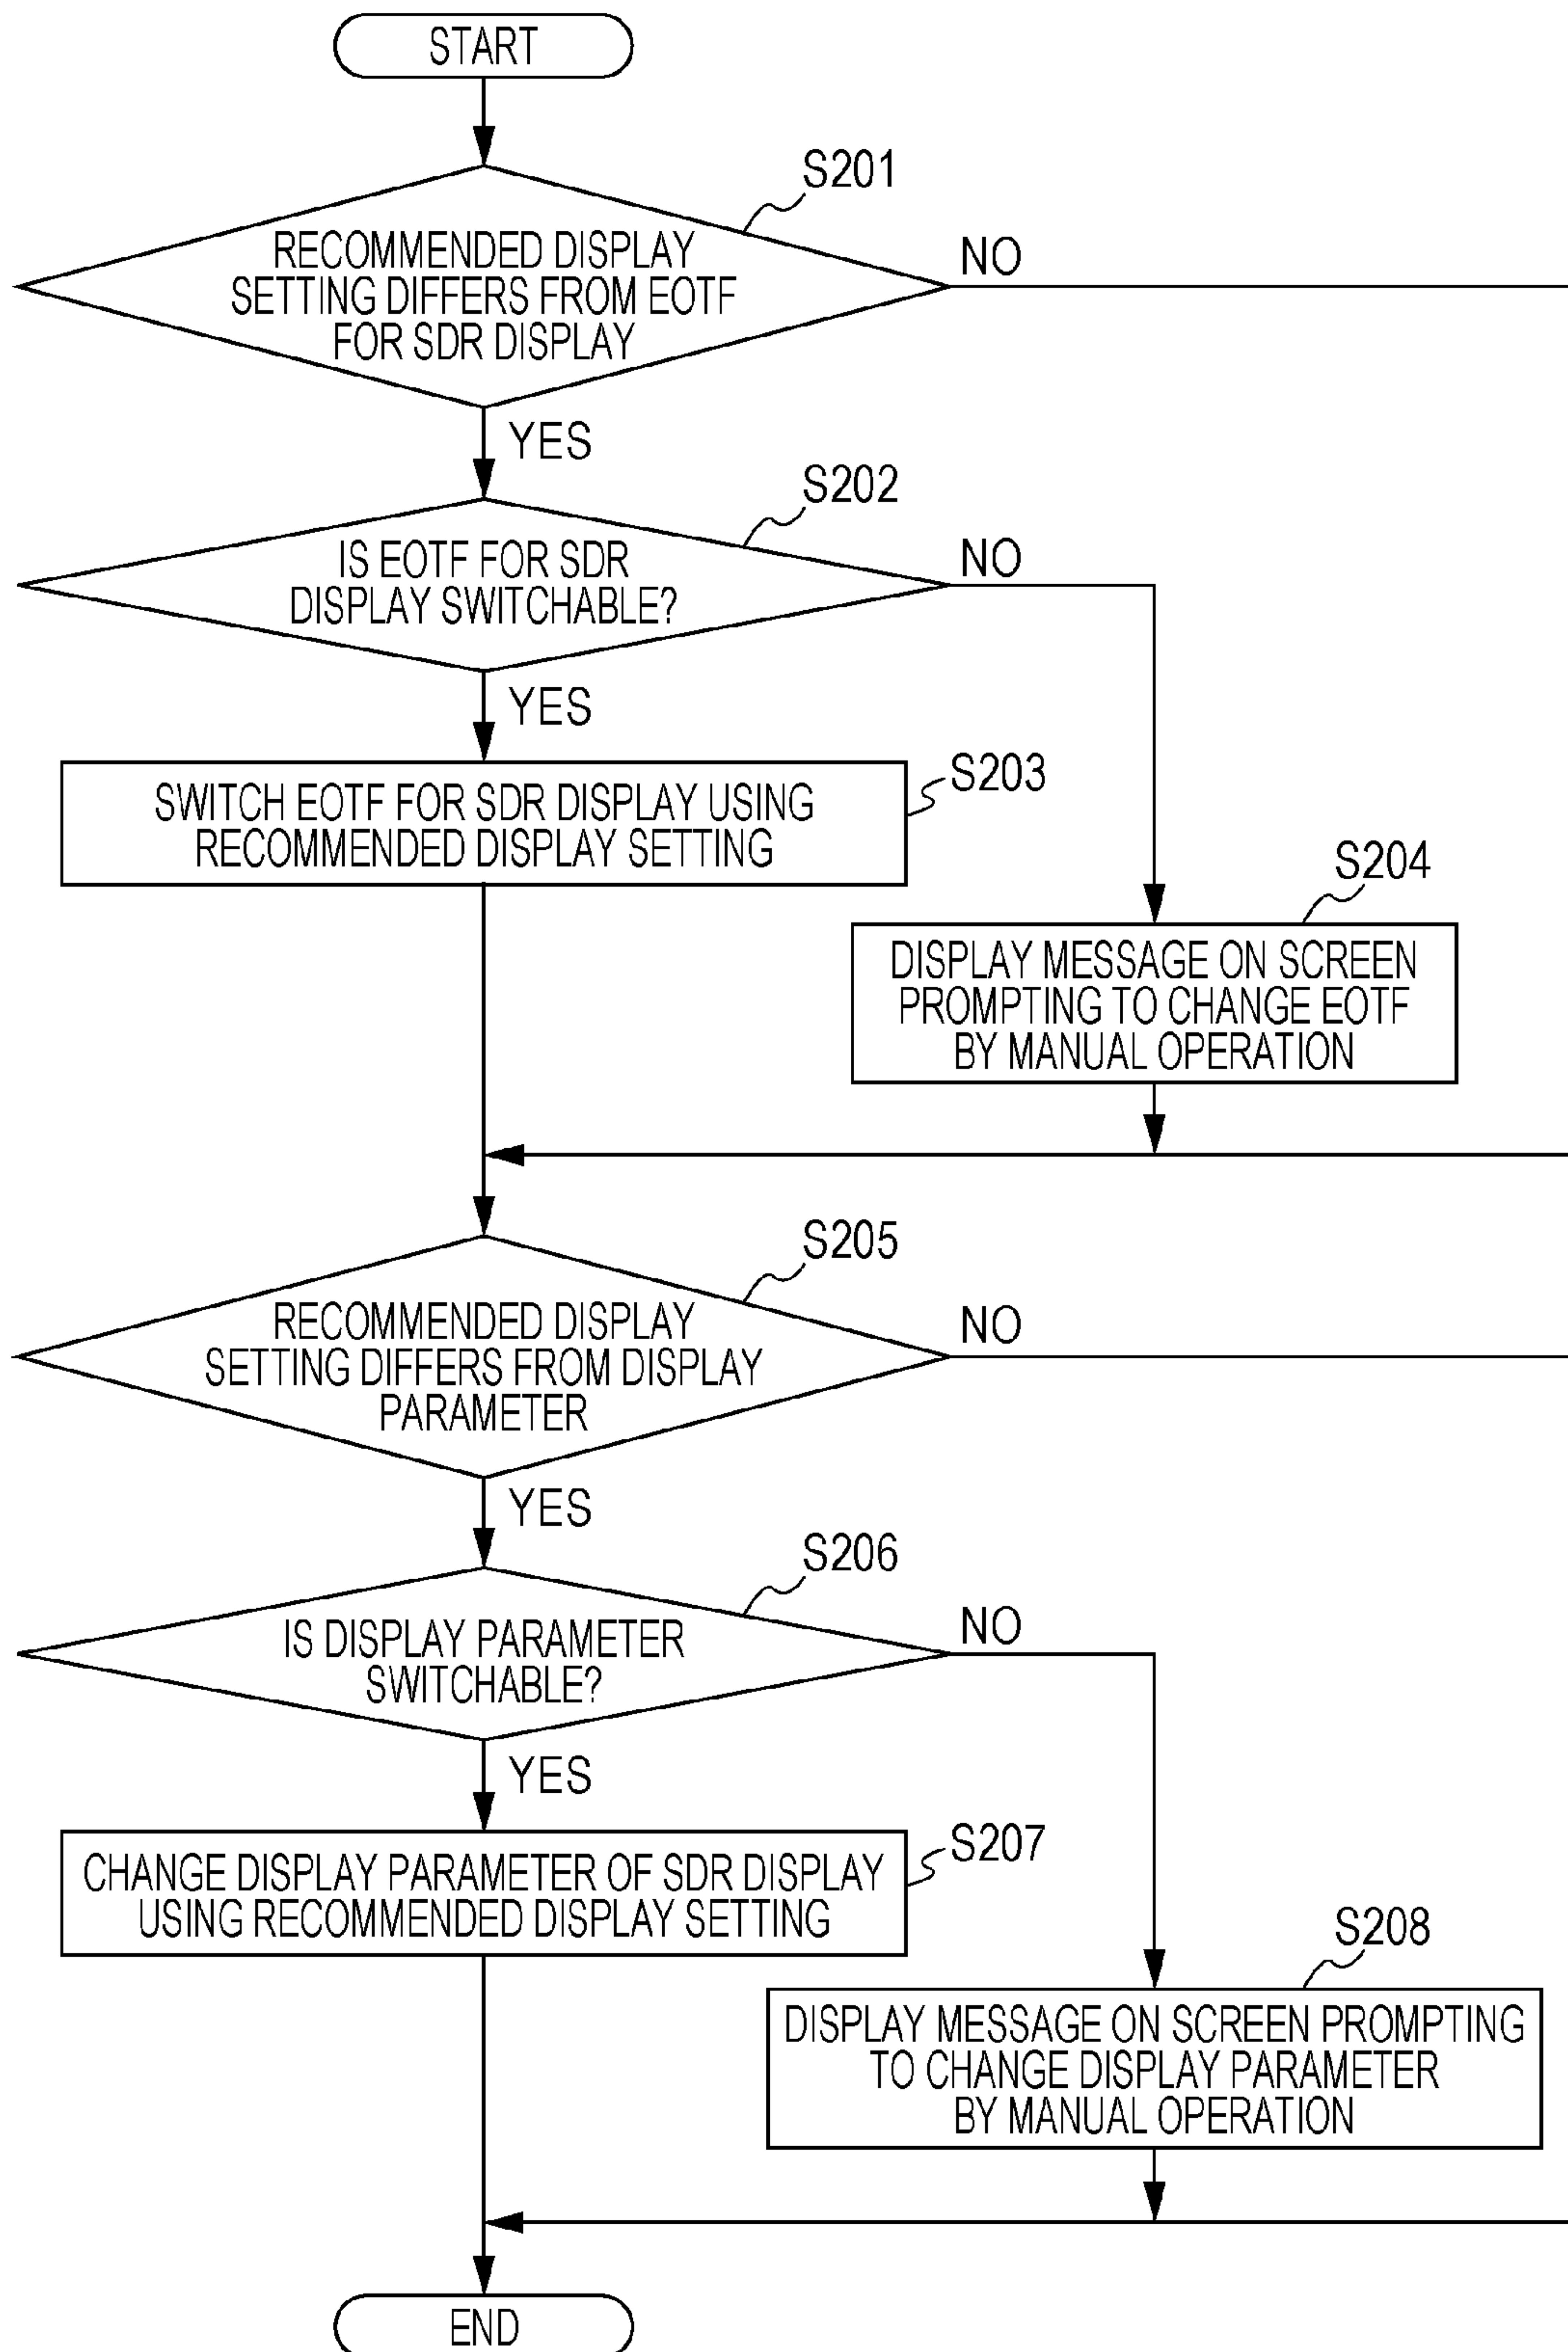 START
S201
RECOMMENDED DISPLAY
SETTING DIFFERS FROM EOTF
FOR SDR DISPLAY
NO
YES
S202
IS EOTF FOR SDR
DISPLAY SWITCHABLE?
NO
YES
S203
SWITCH EOTF FOR SDR DISPLAY USING
RECOMMENDED DISPLAY SETTING
S204
DISPLAY MESSAGE ON SCREEN
PROMPTING TO CHANGE EOTF
BY MANUAL OPERATION
S205
RECOMMENDED DISPLAY
SETTING DIFFERS FROM DISPLAY
PARAMETER
NO
YES
S206
IS DISPLAY PARAMETER
SWITCHABLE?
NO
YES
S207
CHANGE DISPLAY PARAMETER OF SDR DISPLAY
USING RECOMMENDED DISPLAY SETTING
S208
DISPLAY MESSAGE ON SCREEN PROMPTING
TO CHANGE DISPLAY PARAMETER
BY MANUAL OPERATION
END